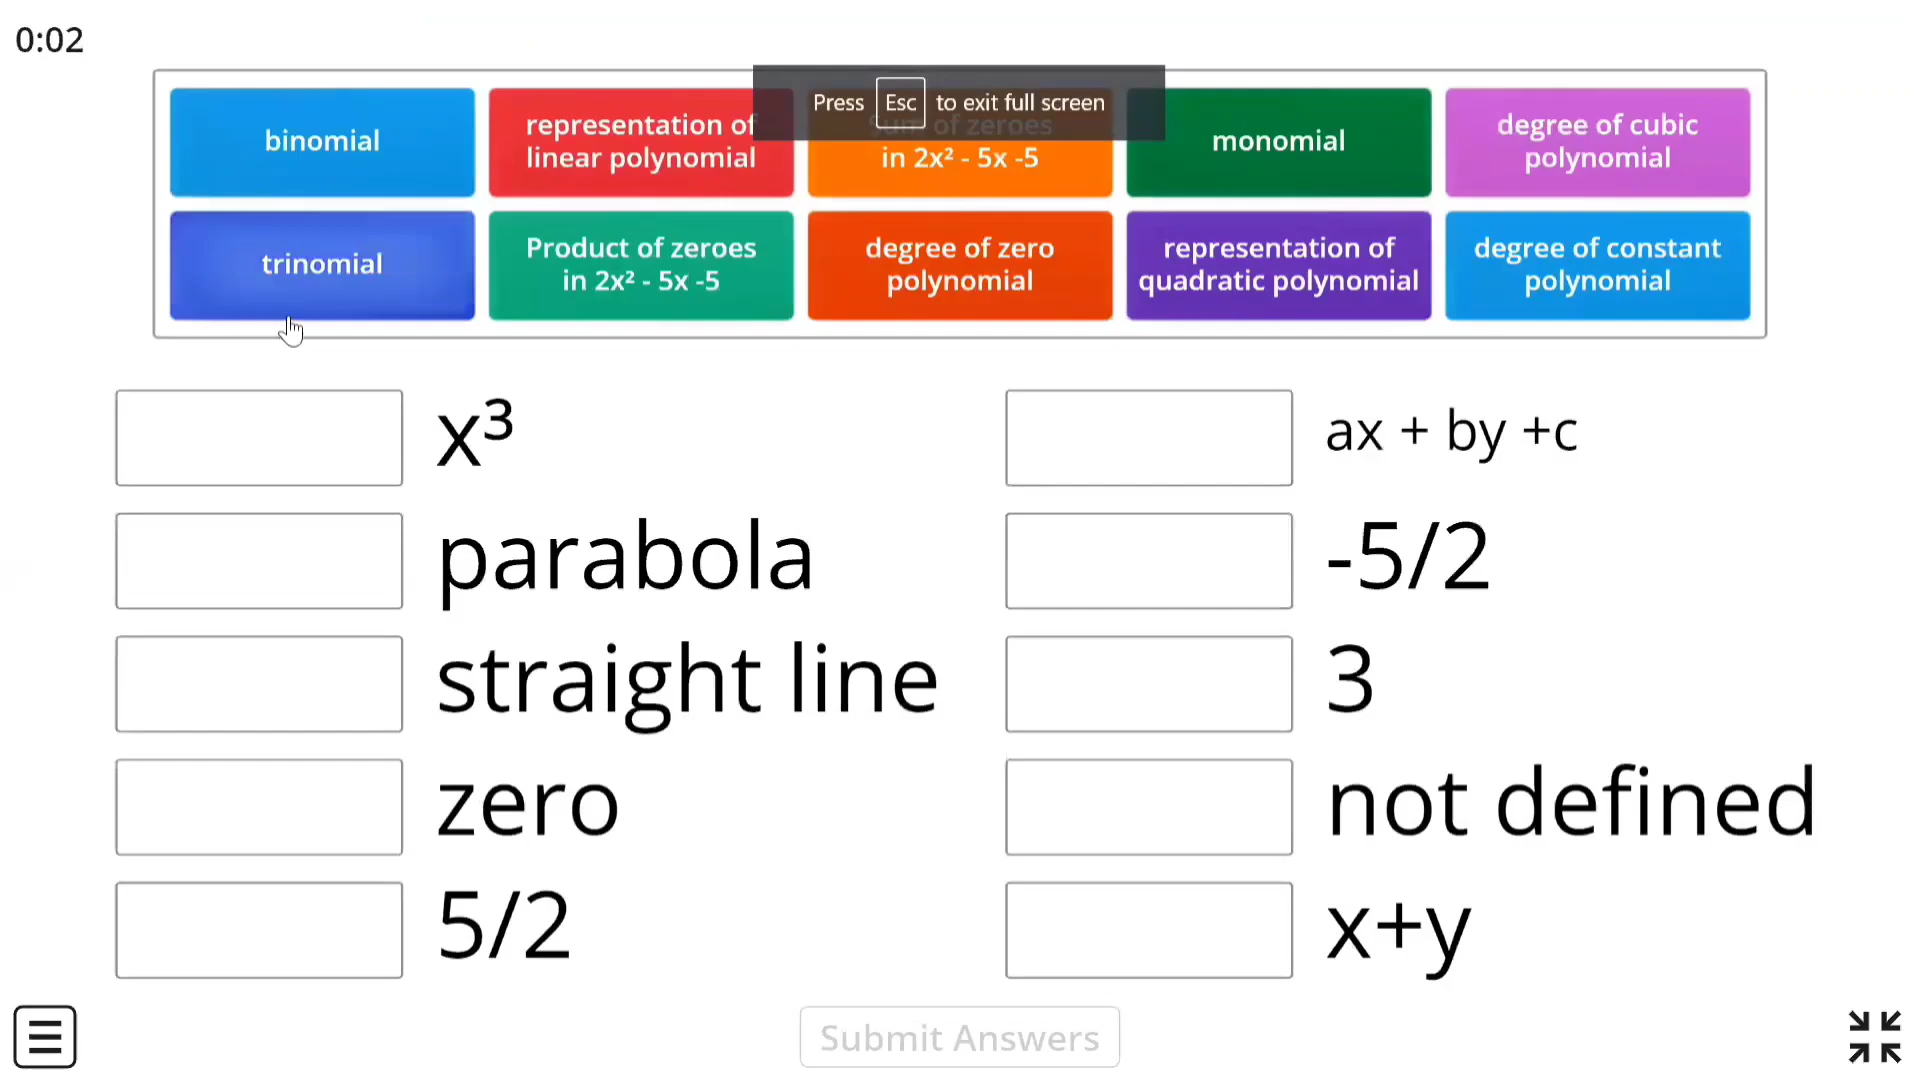 0:02
Press Esc to exit full screen
binomial
representation of
linear polynomial
Sum of zeroes
in 2x² - 5x -5
monomial
degree of cubic
polynomial
trinomial
Product of zeroes
in 2x² - 5x -5
degree of zero
polynomial
representation of
quadratic polynomial
degree of constant
polynomial
x³
ax + by +c
parabola
-5/2
straight line
3
zero
not defined
5/2
x+y
Submit Answers